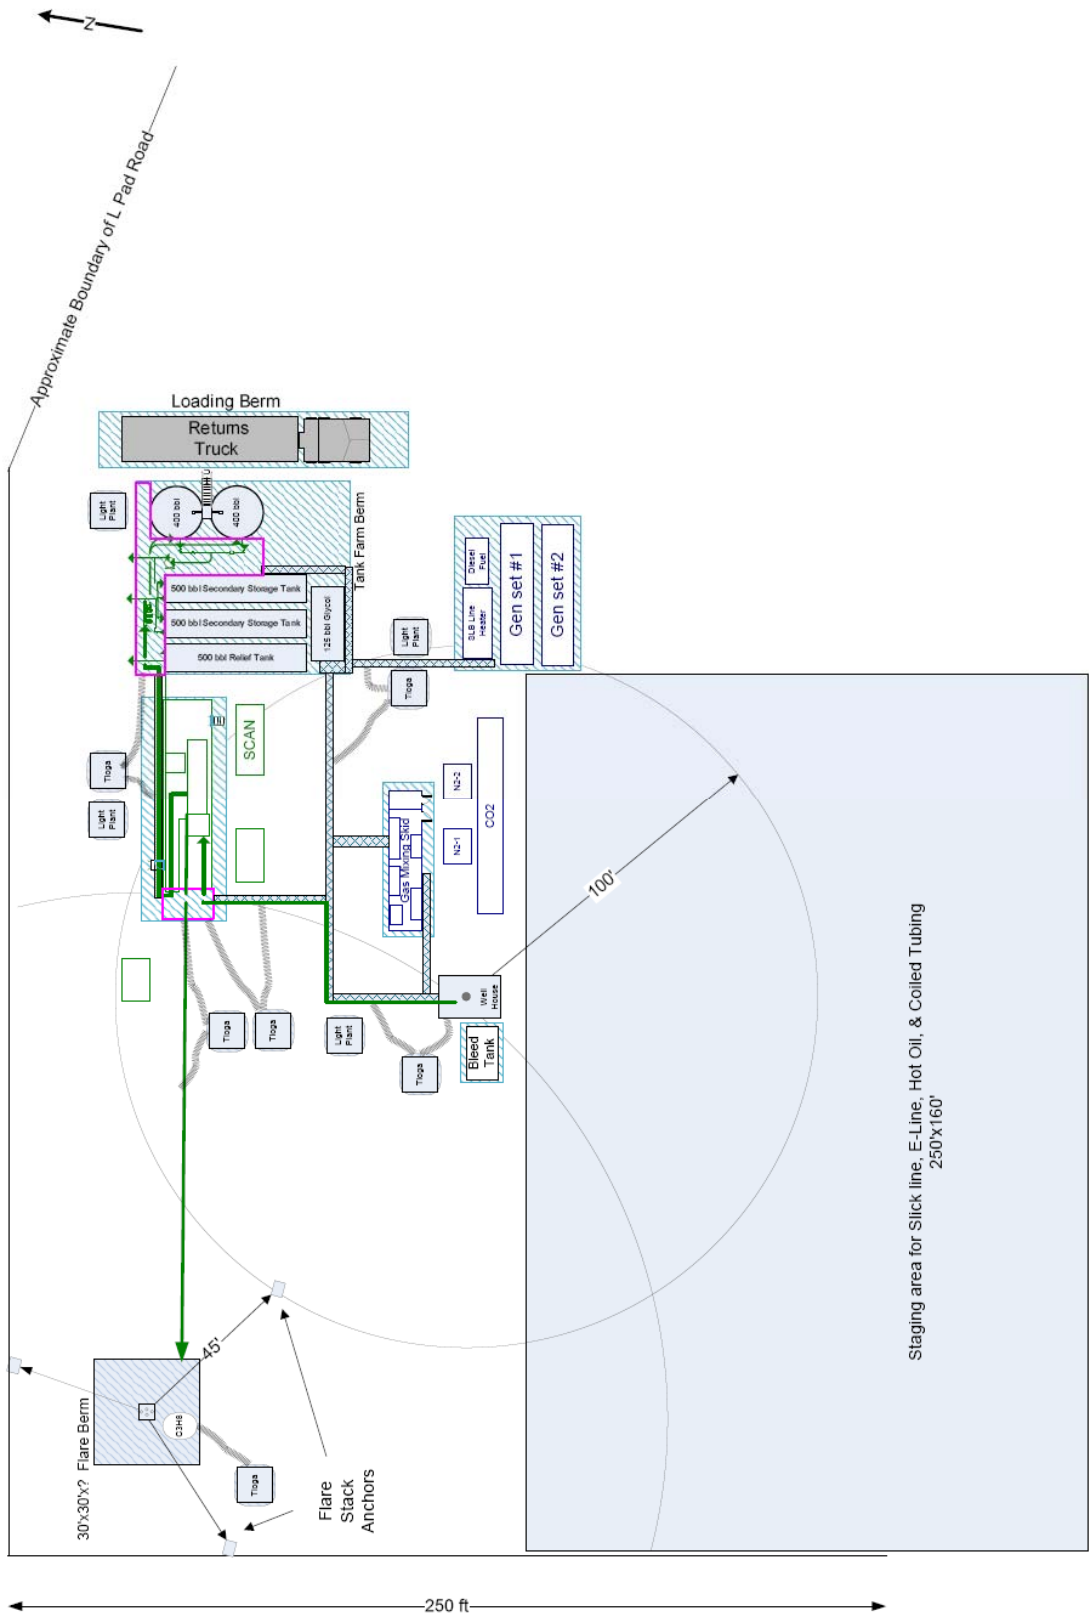 N
Approximate Boundary of L Pad Road
Loading Berm
Returns
Truck
Light
Plant
400 bbl
400 bbl
Tank Farm Berm
500 bbl Secondary Storage Tank
500 bbl Secondary Storage Tank
500 bbl Relief Tank
125 bbl Glycol
Diesel
Fuel
SLB Line
Heater
Gen set #1
Gen set #2
Light
Plant
Tioga
SCAN
Tioga
Light
Plant
Gas Mixing Skid
N2-2
N2-1
CO2
100'
Well
House
Bleed
Tank
Tioga
Tioga
Light
Plant
Tioga
Staging area for Slick line, E-Line, Hot Oil, & Coiled Tubing
250'x160'
45'
30'x30'x? Flare Berm
C3H8
Tioga
Flare
Stack
Anchors
250 ft